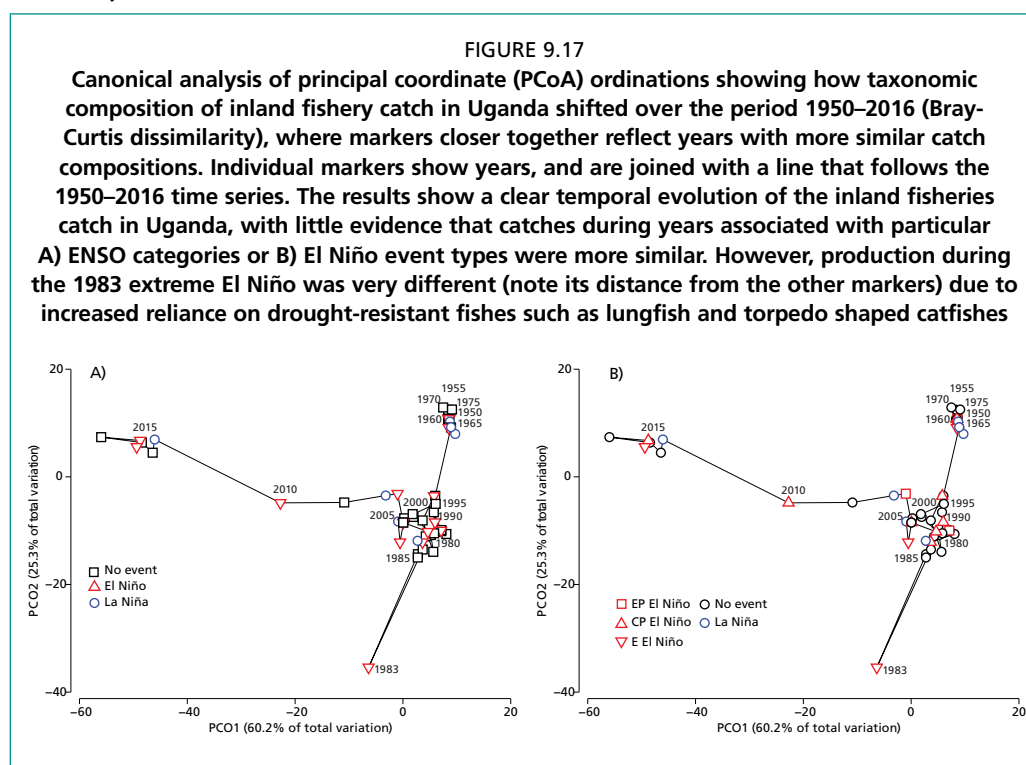 FIGURE 9.17
Canonical analysis of principal coordinate (PCoA) ordinations showing how taxonomic
composition of inland fishery catch in Uganda shifted over the period 1950–2016 (Bray-
Curtis dissimilarity), where markers closer together reflect years with more similar catch
compositions. Individual markers show years, and are joined with a line that follows the
1950–2016 time series. The results show a clear temporal evolution of the inland fisheries
catch in Uganda, with little evidence that catches during years associated with particular
A) ENSO categories or B) El Niño event types were more similar. However, production during
the 1983 extreme El Niño was very different (note its distance from the other markers) due to
increased reliance on drought-resistant fishes such as lungfish and torpedo shaped catfishes
A)
20
0
−20
−40
PCO2 (25.3% of total variation)
1955
1970
1975
1950
1960
1965
2015
2010
2000
1995
2005
1990
1980
1985
1983
No event
El Niño
La Niña
−60
−40
−20
0
20
PCO1 (60.2% of total variation)
B)
20
0
−20
−40
PCO2 (25.3% of total variation)
1955
1970
1975
1950
1960
1965
2015
2010
2000
1995
2005
1990
1980
1985
1983
EP El Niño No event
CP El Niño La Niña
E El Niño
−60
−40
−20
0
20
PCO1 (60.2% of total variation)